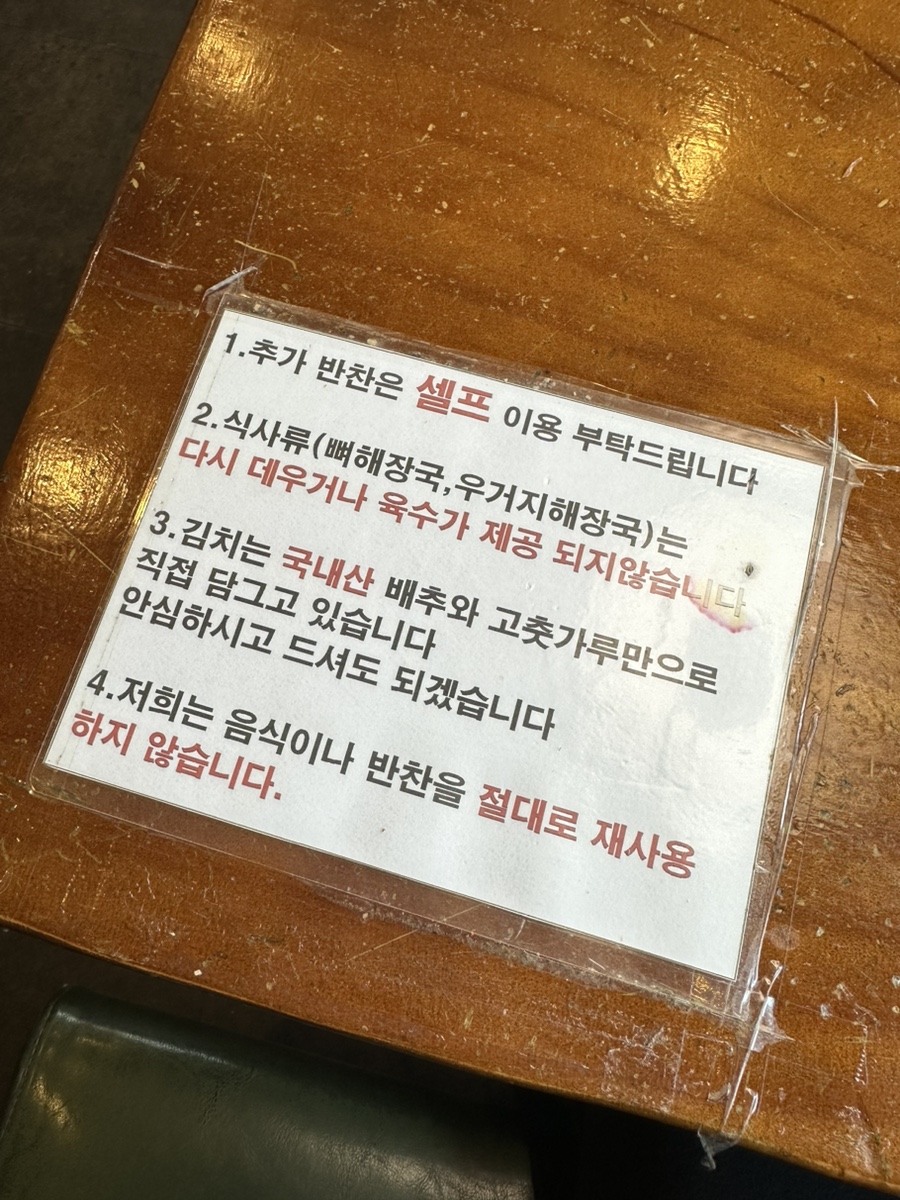 1.추가 반찬은 셀프 이용 부탁드립니다
2.식사류(뼈해장국,우거지해장국)는
다시 데우거나 육수가 제공 되지않습니다
3.김치는 국내산 배추와 고춧가루만으로
직접 담그고 있습니다
안심하시고 드셔도 되겠습니다
4.저희는 음식이나 반찬을 절대로 재사용
하지 않습니다.